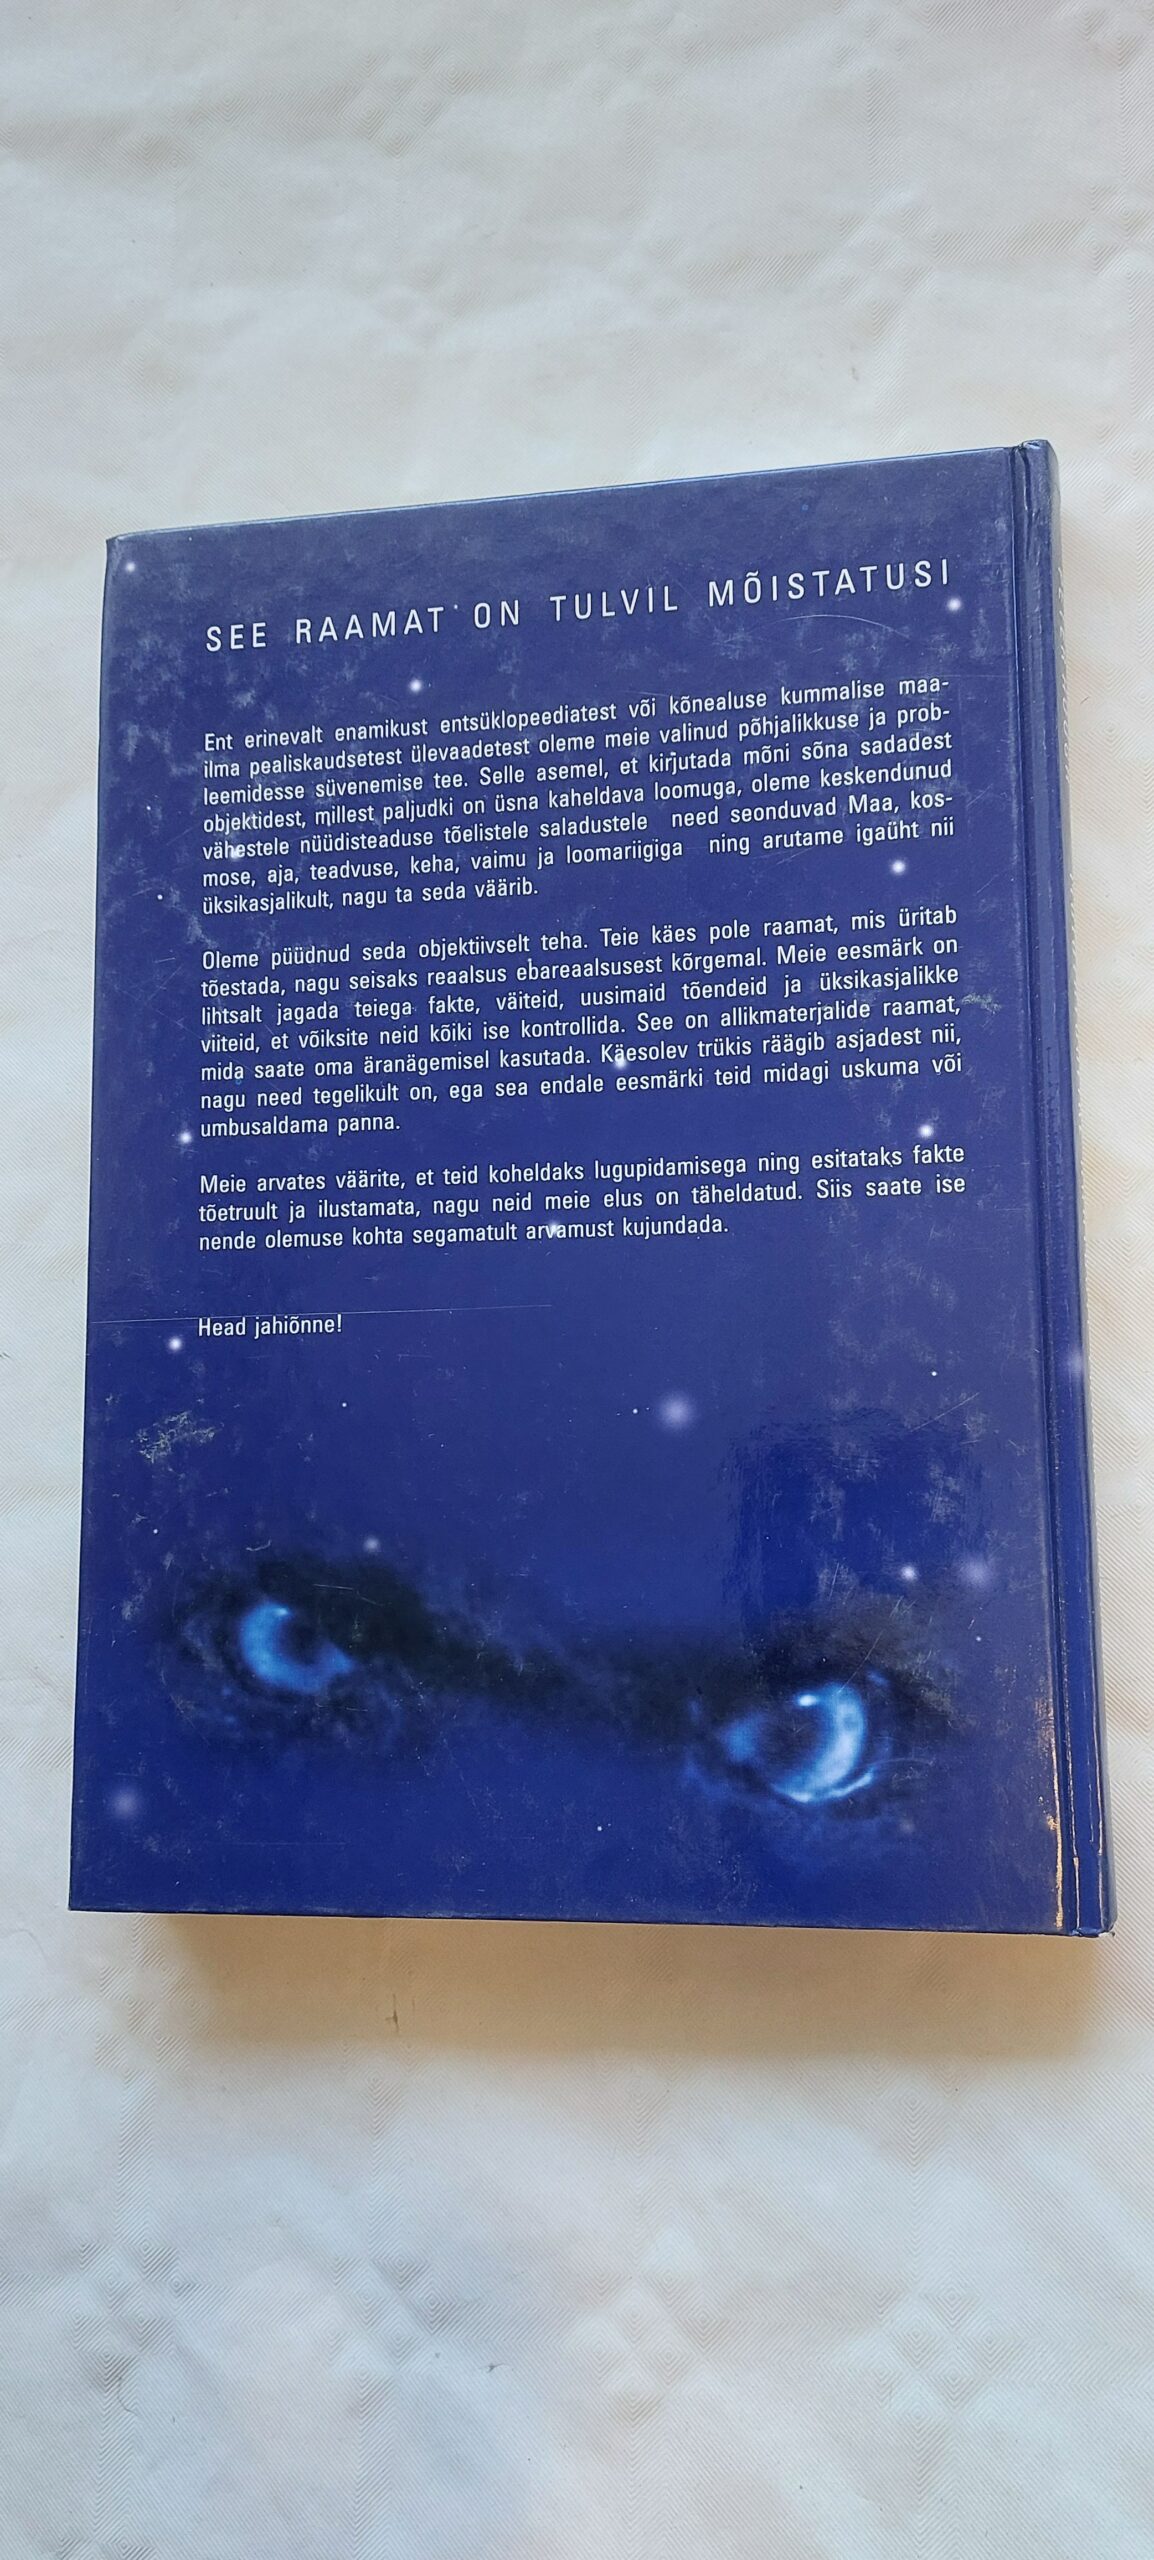 SEE RAAMAT ON TULVIL MÕISTATUSI
Ent erinevalt enamikust entsüklopeediatest või kõnealuse kummalise maa-
ilma pealiskaudsetest ülevaadetest oleme meie valinud põhjalikkuse ja prob-
leemidesse süvenemise tee. Selle asemel, et kirjutada mõni sõna sadadest
objektidest, millest paljudki on üsna kaheldava loomuga, oleme keskendunud
vähestele nüüdisteaduse tõelistele saladustele need seonduvad Maa, kos-
mose, aja, teadvuse, keha, vaimu ja loomariigiga ning arutame igaüht nii
üksikasjalikult, nagu ta seda väärib.
Oleme püüdnud seda objektiivselt teha. Teie käes pole raamat, mis üritab
tõestada, nagu seisaks reaalsus ebareaalsusest kõrgemal. Meie eesmärk on
lihtsalt jagada teiega fakte, väiteid, uusimaid tõendeid ja üksikasjalikke
viiteid, et võiksite neid kõiki ise kontrollida. See on allikmaterjalide raamat,
mida saate oma äranägemisel kasutada. Käesolev trükis räägib asjadest nii,
nagu need tegelikult on, ega sea endale eesmärki teid midagi uskuma või
umbusaldama panna.
Meie arvates väärite, et teid koheldaks lugupidamisega ning esitataks fakte
tõetruult ja ilustamata, nagu neid meie elus on täheldatud. Siis saate ise
nende olemuse kohta segamatult arvamust kujundada.
Head jahiõnne!